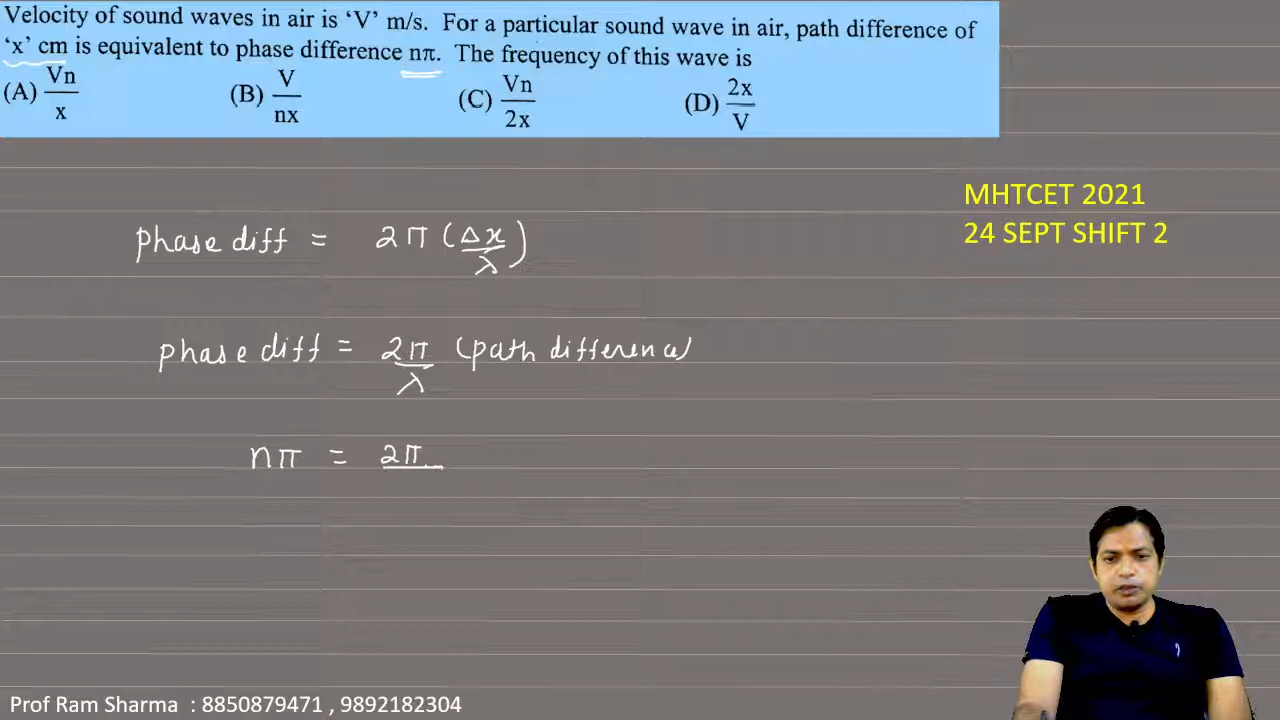 Velocity of sound waves in air is ‘V’ m/s. For a particular sound wave in air, path difference of
‘x’ cm is equivalent to phase difference nπ. The frequency of this wave is
(A) Vn/x (B) V/nx (C) Vn/2x (D) 2x/V
MHTCET 2021
24 SEPT SHIFT 2
phase diff = 2π (Δx/λ)
phase diff = 2π/λ (path difference)
nπ = 2π
Prof Ram Sharma : 8850879471 , 9892182304